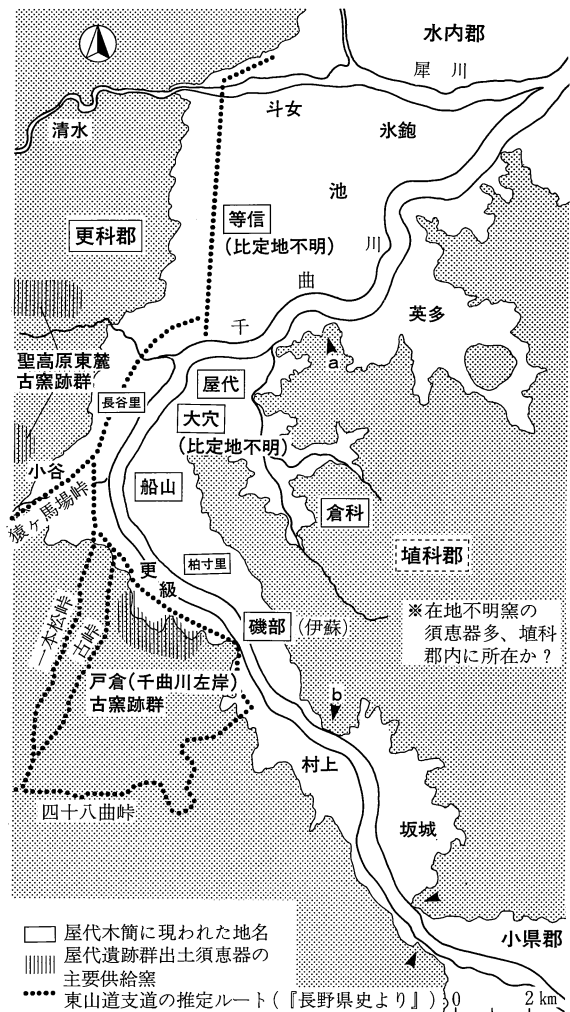 水内郡
犀川
清水
斗女
氷鉋
池
等信
(比定地不明)
更科郡
千曲川
英多
a
聖高原東麓
古窯跡群
長谷里
屋代
大穴
(比定地不明)
小谷
猿ヶ馬場峠
船山
倉科
埴科郡
更級
柏寸里
※在地不明窯の
須恵器多、埴科
郡内に所在か?
磯部(伊蘇)
一本松峠
古峠
戸倉(千曲川左岸)
古窯跡群
b
村上
四十八曲峠
坂城
小県郡
屋代木簡に現われた地名
屋代遺跡群出土須恵器の
主要供給窯
東山道支道の推定ルート(『長野県史より』)
0 2km